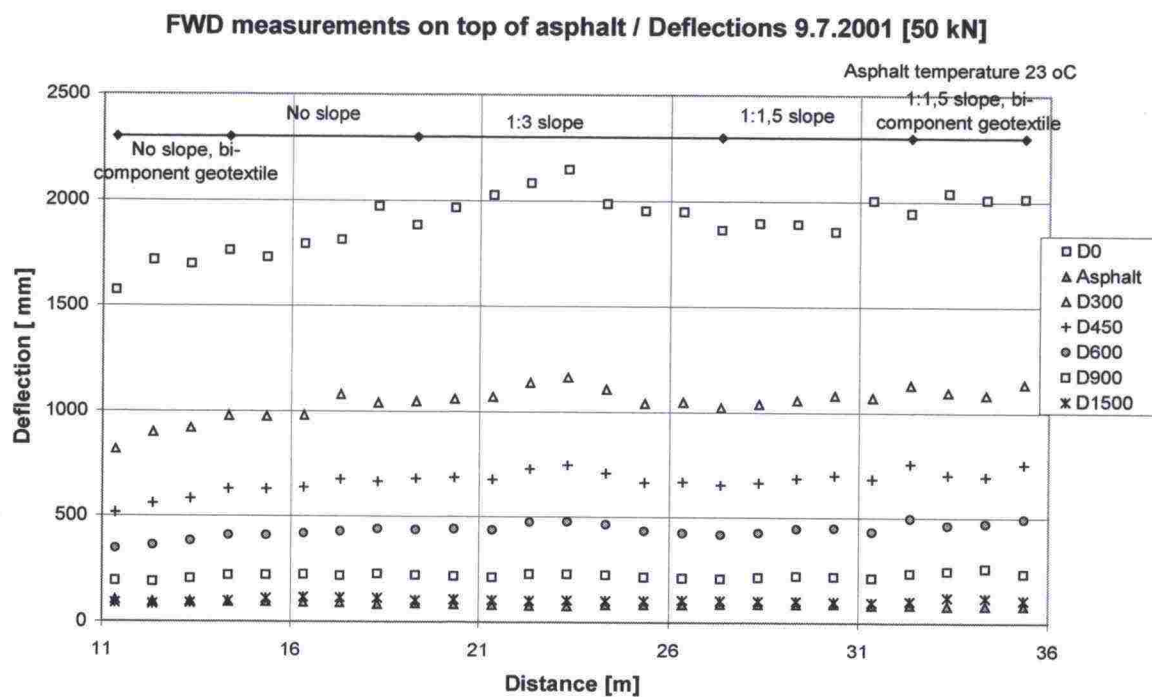 FWD measurements on top of asphalt / Deflections 9.7.2001 [50 kN]
Asphalt temperature 23 oC
2500
No slope
1:3 slope
1:1,5 slope
1:1,5 slope, bi-
component geotextile
No slope, bi-
component geotextile
2000
1500
1000
500
0
Deflection [ mm]
D0
Asphalt
D300
D450
D600
D900
D1500
11
16
21
26
31
36
Distance [m]